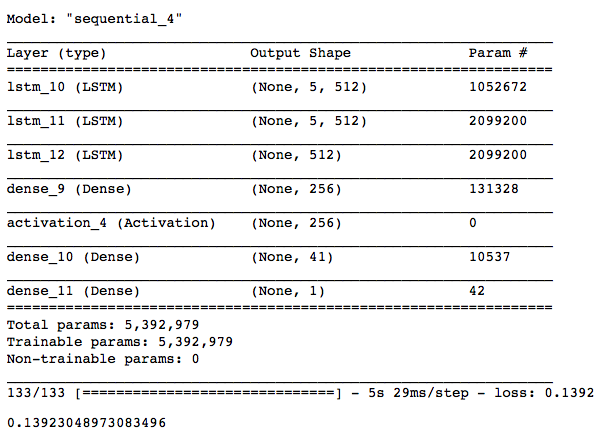 Model: "sequential_4"
Layer (type) Output Shape Param #
=================================================================
lstm_10 (LSTM) (None, 5, 512) 1052672
lstm_11 (LSTM) (None, 5, 512) 2099200
lstm_12 (LSTM) (None, 512) 2099200
dense_9 (Dense) (None, 256) 131328
activation_4 (Activation) (None, 256) 0
dense_10 (Dense) (None, 41) 10537
dense_11 (Dense) (None, 1) 42
=================================================================
Total params: 5,392,979
Trainable params: 5,392,979
Non-trainable params: 0
133/133 [==============================] - 5s 29ms/step - loss: 0.1392
0.13923048973083496